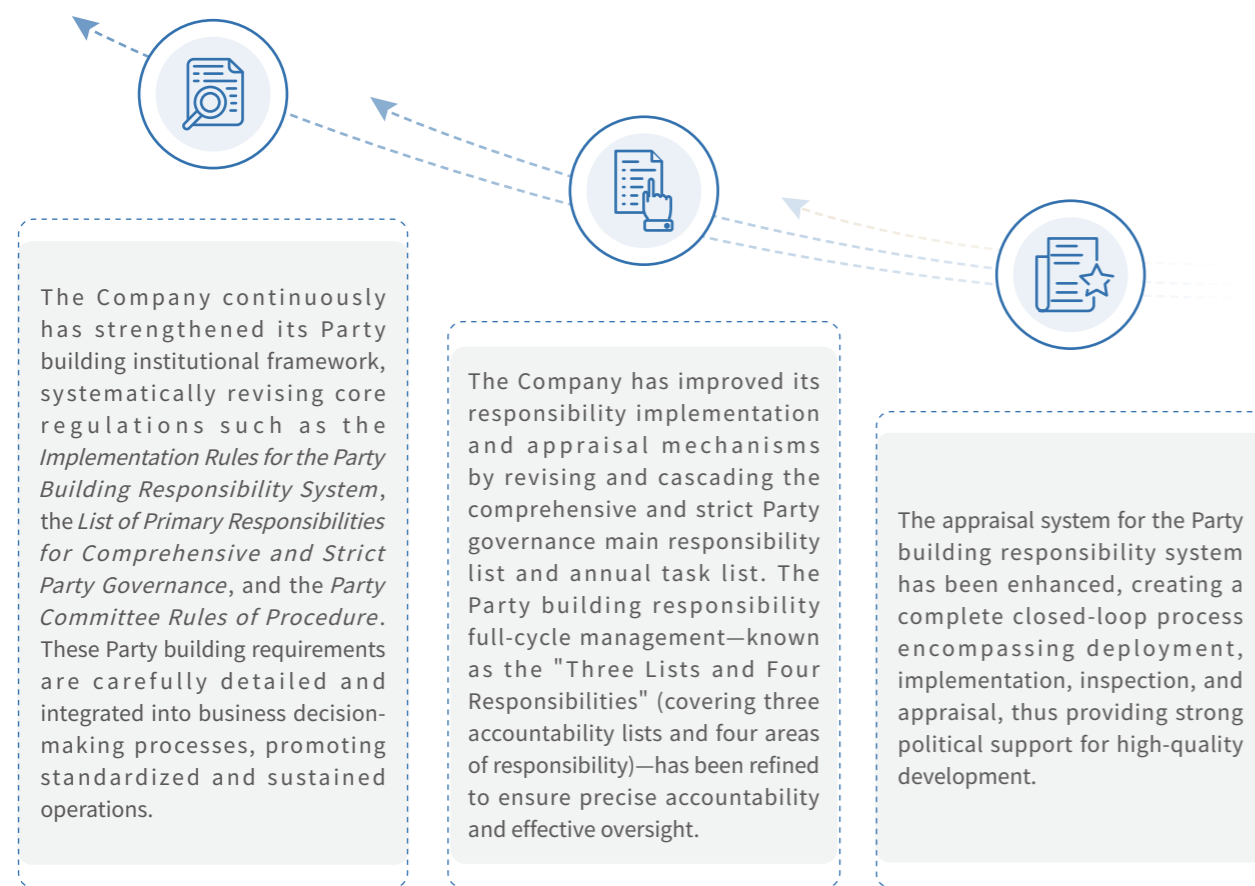 The Company continuously
has strengthened its Party
building institutional framework,
systematically revising core
regulations such as the
Implementation Rules for the Party
Building Responsibility System,
the List of Primary Responsibilities
for Comprehensive and Strict
Party Governance, and the Party
Committee Rules of Procedure.
These Party building requirements
are carefully detailed and
integrated into business decision-
making processes, promoting
standardized and sustained
operations.
The Company has improved its
responsibility implementation
and appraisal mechanisms
by revising and cascading the
comprehensive and strict Party
governance main responsibility
list and annual task list. The
Party building responsibility
full-cycle management—known
as the "Three Lists and Four
Responsibilities" (covering three
accountability lists and four areas
of responsibility)—has been refined
to ensure precise accountability
and effective oversight.
The appraisal system for the Party
building responsibility system
has been enhanced, creating a
complete closed-loop process
encompassing deployment,
implementation, inspection, and
appraisal, thus providing strong
political support for high-quality
development.